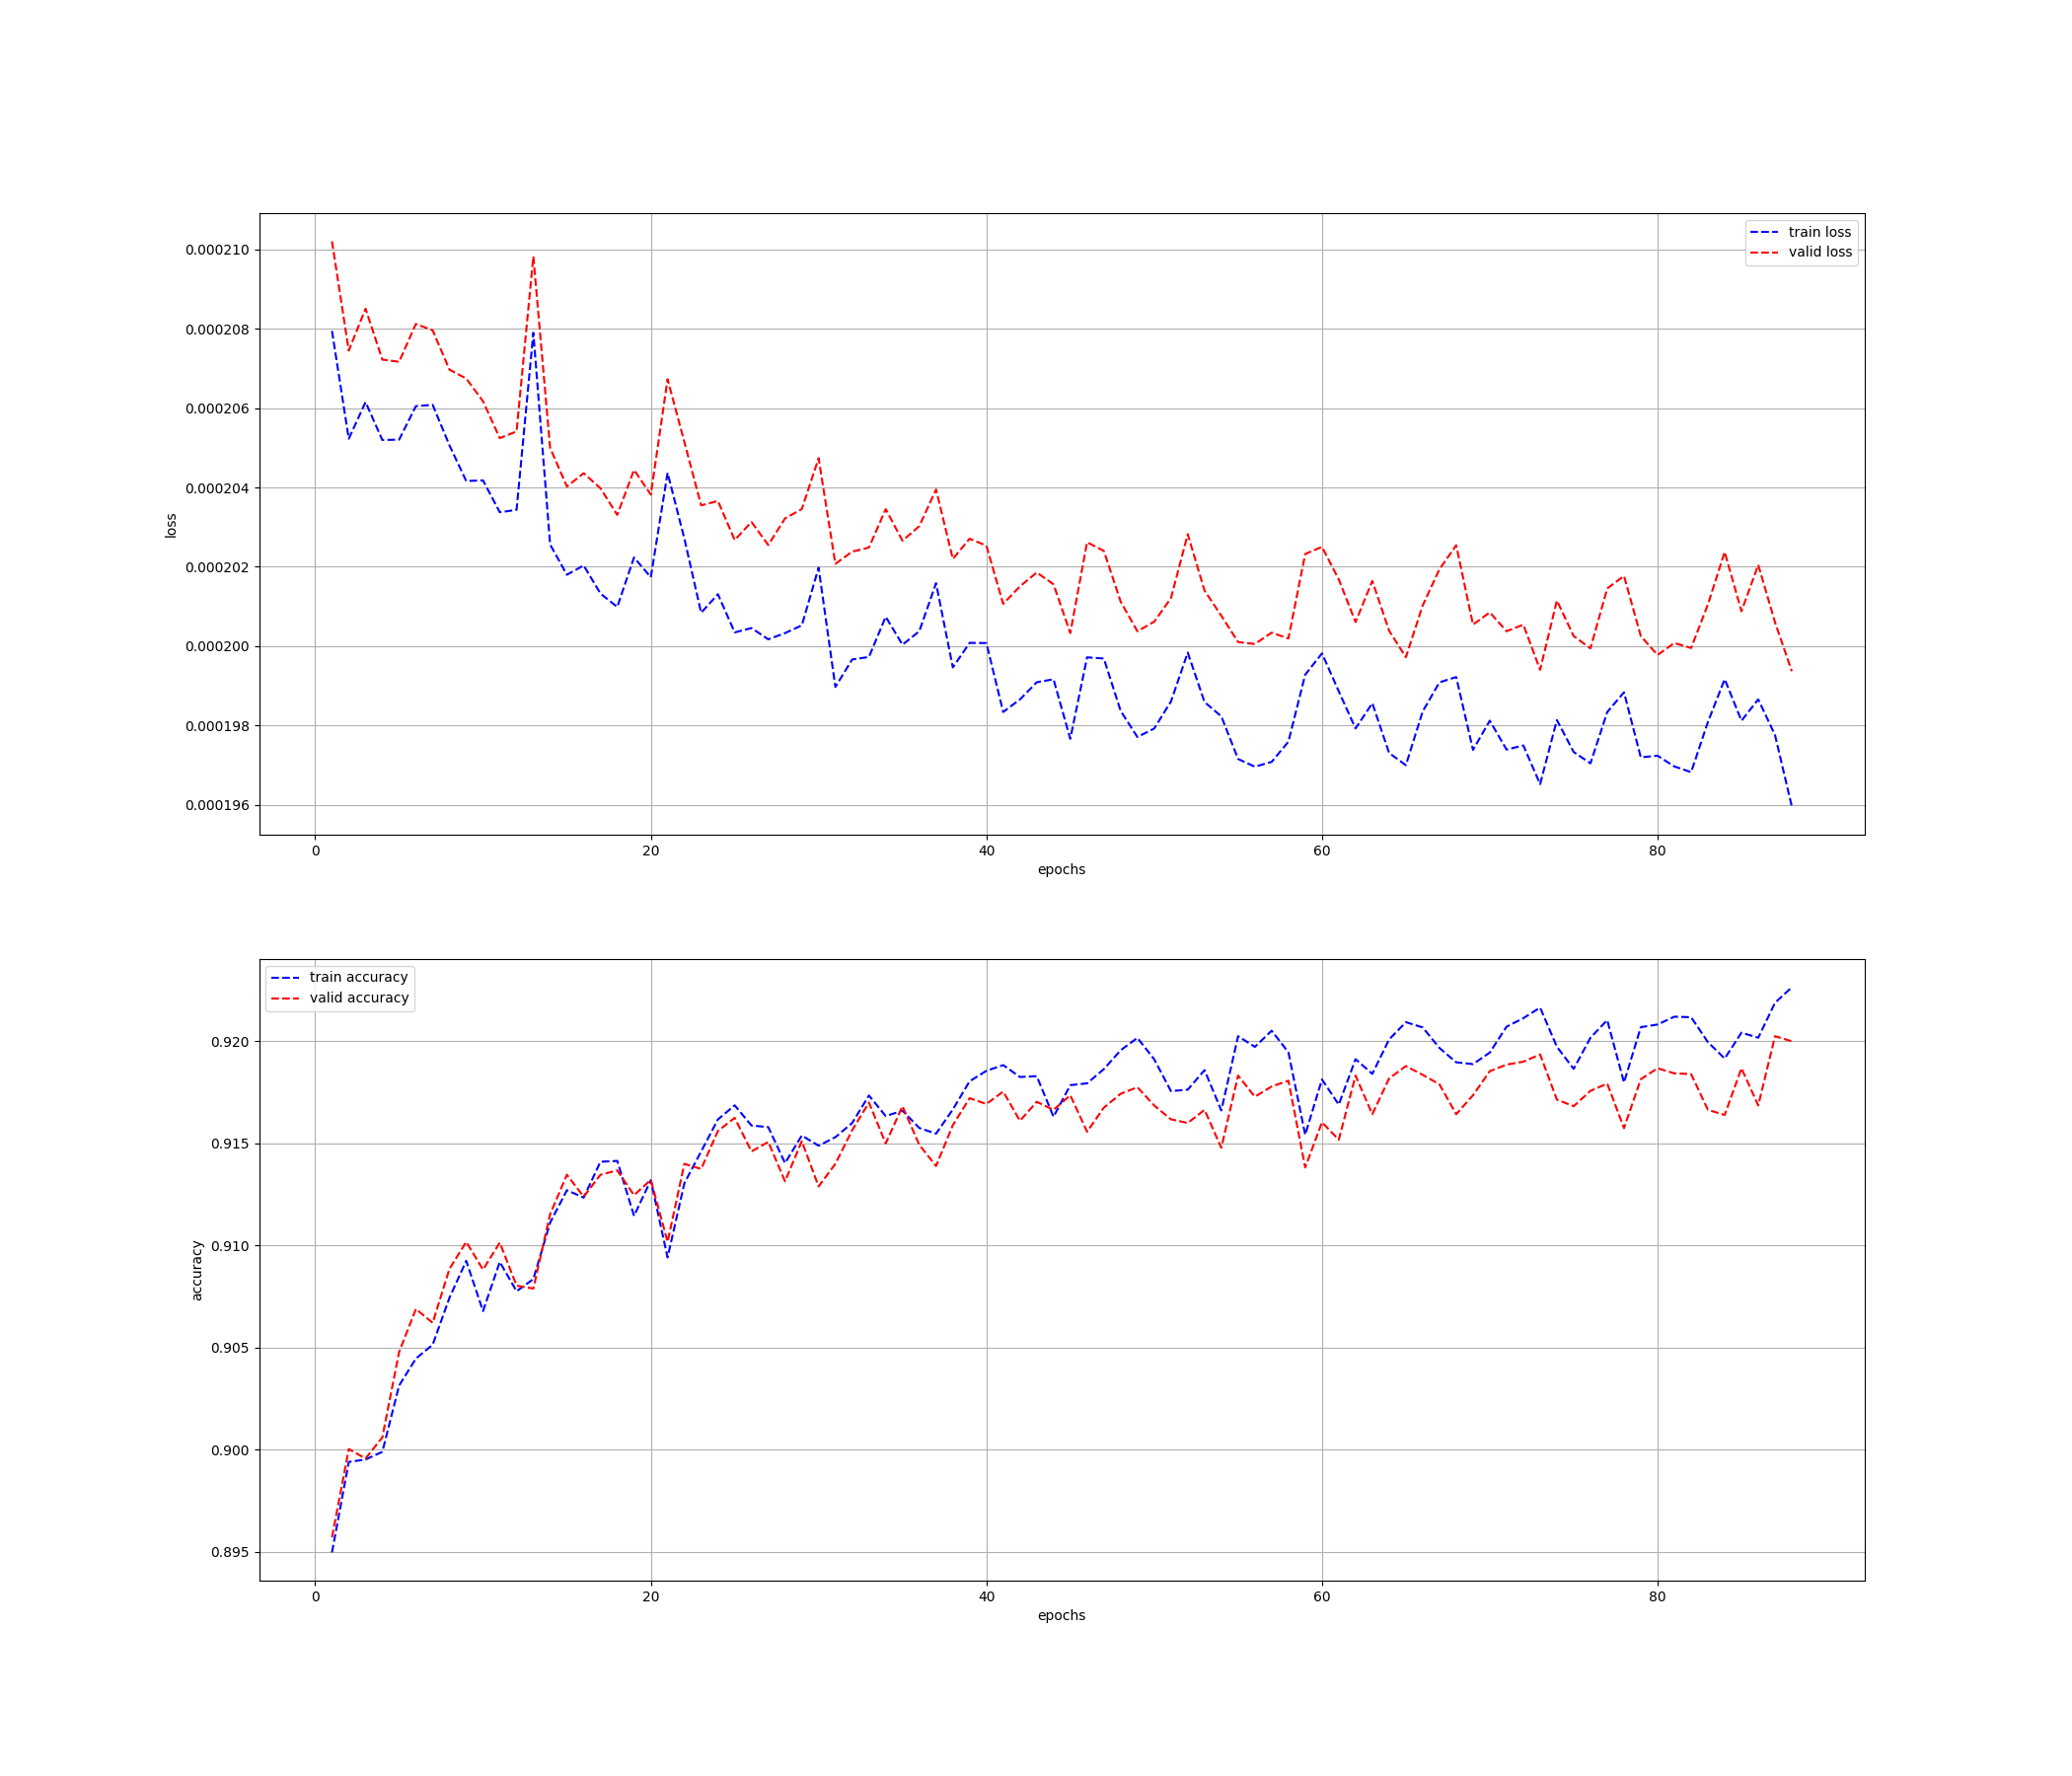 train loss
valid loss
0.000210
0.000208
0.000206
0.000204
0.000202
0.000200
0.000198
0.000196
loss
0 20 40 60 80
epochs
train accuracy
valid accuracy
0.920
0.915
0.910
0.905
0.900
0.895
accuracy
0 20 40 60 80
epochs